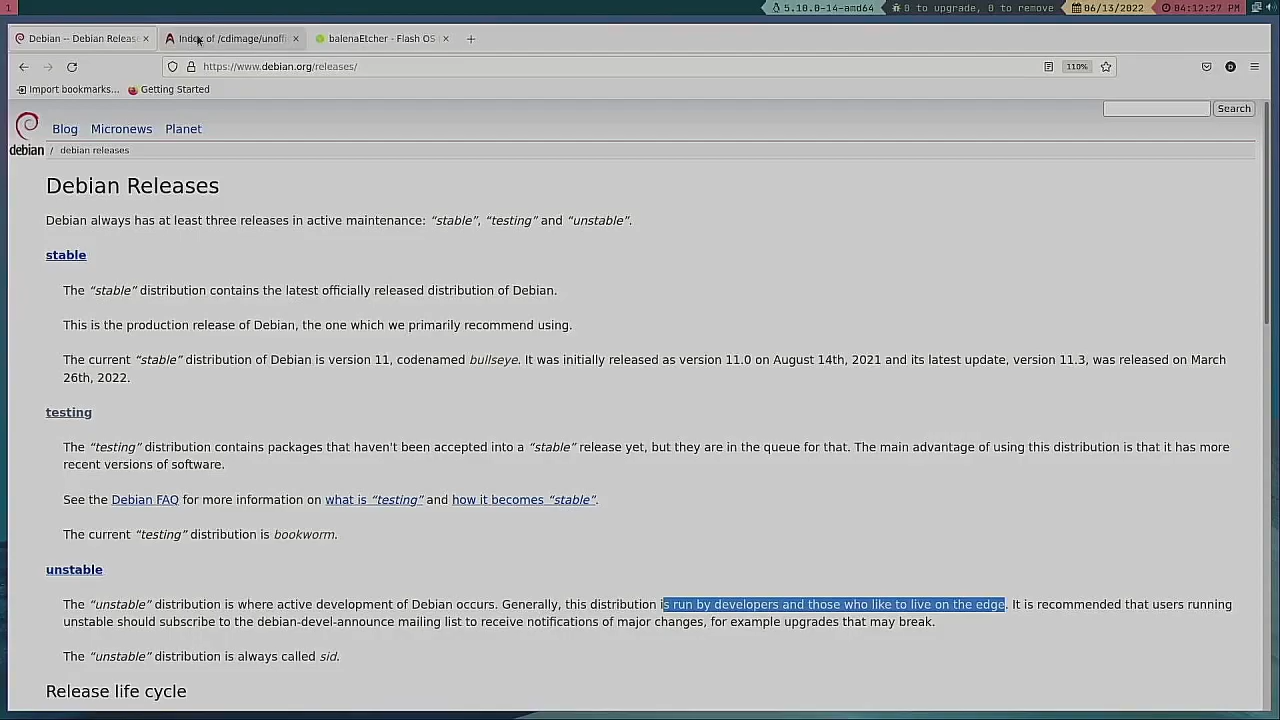 1 5.10.0-14-amd64 0 to upgrade, 0 to remove 06/13/2022 04:12:27 PM
Debian -- Debian Releas Index of /cdimage/unoffi balenaEtcher - Flash OS
https://www.debian.org/releases/ 110%
Import bookmarks... Getting Started
Search
Blog Micronews Planet
debian / debian releases
Debian Releases
Debian always has at least three releases in active maintenance: “stable”, “testing” and “unstable”.
stable
The “stable” distribution contains the latest officially released distribution of Debian.
This is the production release of Debian, the one which we primarily recommend using.
The current “stable” distribution of Debian is version 11, codenamed bullseye. It was initially released as version 11.0 on August 14th, 2021 and its latest update, version 11.3, was released on March
26th, 2022.
testing
The “testing” distribution contains packages that haven't been accepted into a “stable” release yet, but they are in the queue for that. The main advantage of using this distribution is that it has more
recent versions of software.
See the Debian FAQ for more information on what is “testing” and how it becomes “stable”.
The current “testing” distribution is bookworm.
unstable
The “unstable” distribution is where active development of Debian occurs. Generally, this distribution is run by developers and those who like to live on the edge. It is recommended that users running
unstable should subscribe to the debian-devel-announce mailing list to receive notifications of major changes, for example upgrades that may break.
The “unstable” distribution is always called sid.
Release life cycle